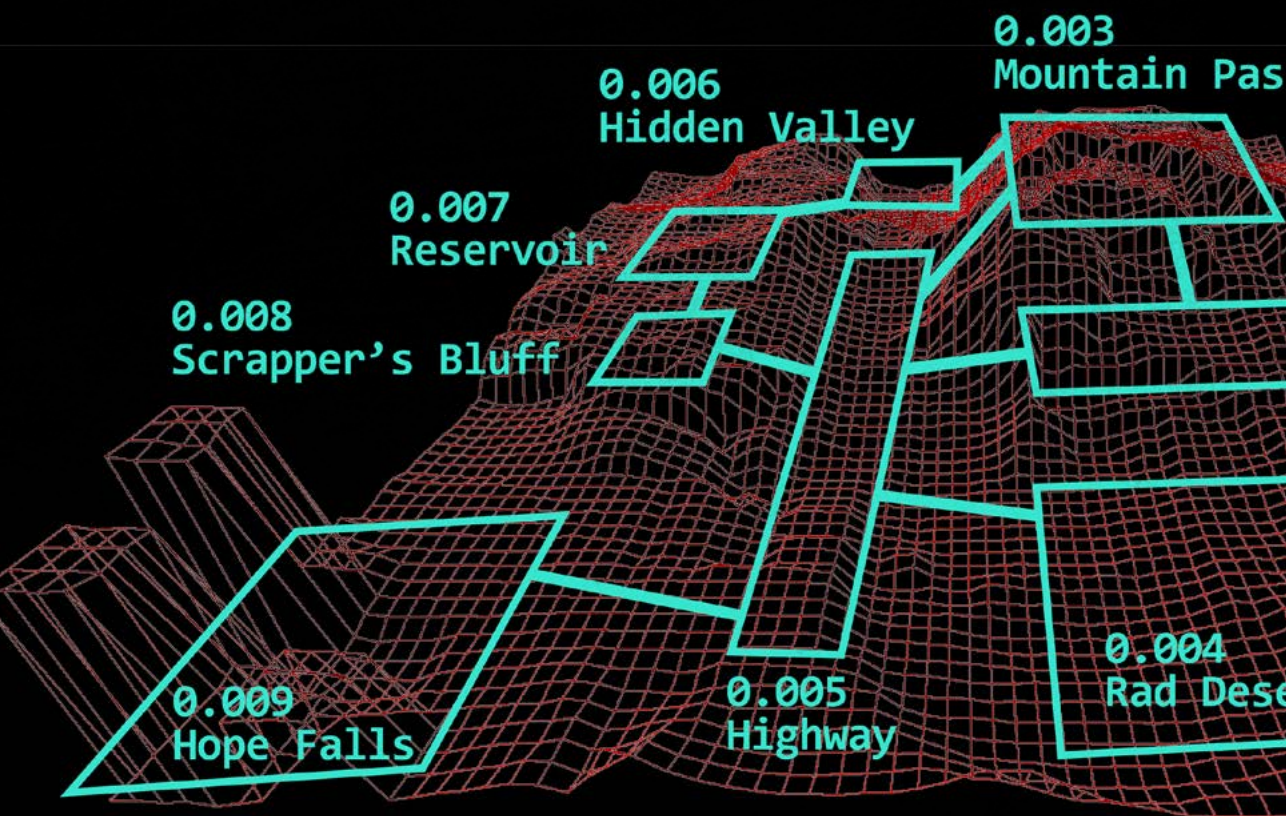 0.003
Mountain Pas
0.006
Hidden Valley
0.007
Reservoir
0.008
Scrapper’s Bluff
0.004
Rad Dese
0.009
Hope Falls
0.005
Highway